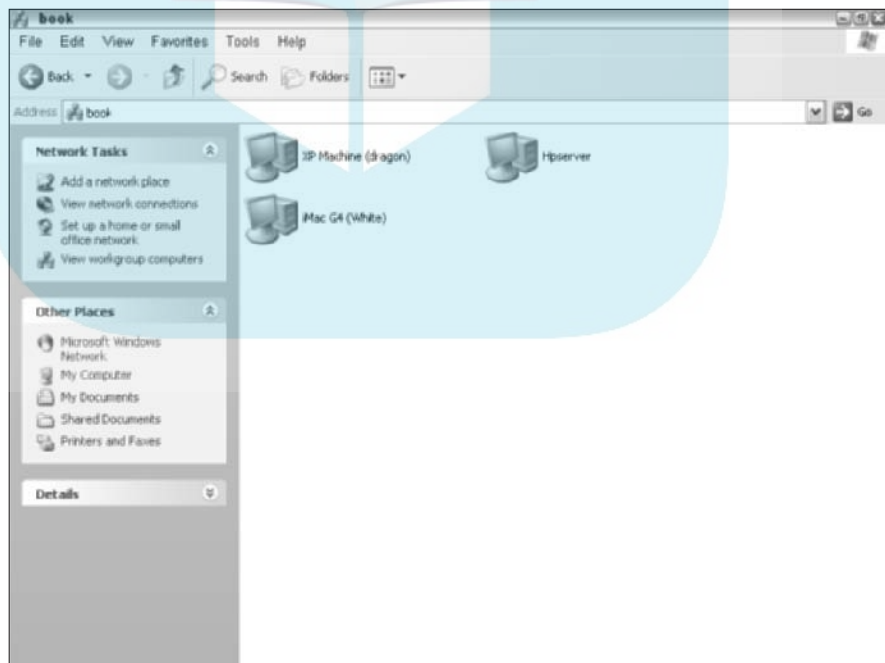 book
File Edit View Favorites Tools Help
Back Search Folders
Address book Go
Network Tasks
Add a network place
View network connections
Set up a home or small
office network
View workgroup computers
Other Places
Microsoft Windows
Network
My Computer
My Documents
Shared Documents
Printers and Faxes
Details
XP Machine (dragon) Hpserver
iMac G4 (White)